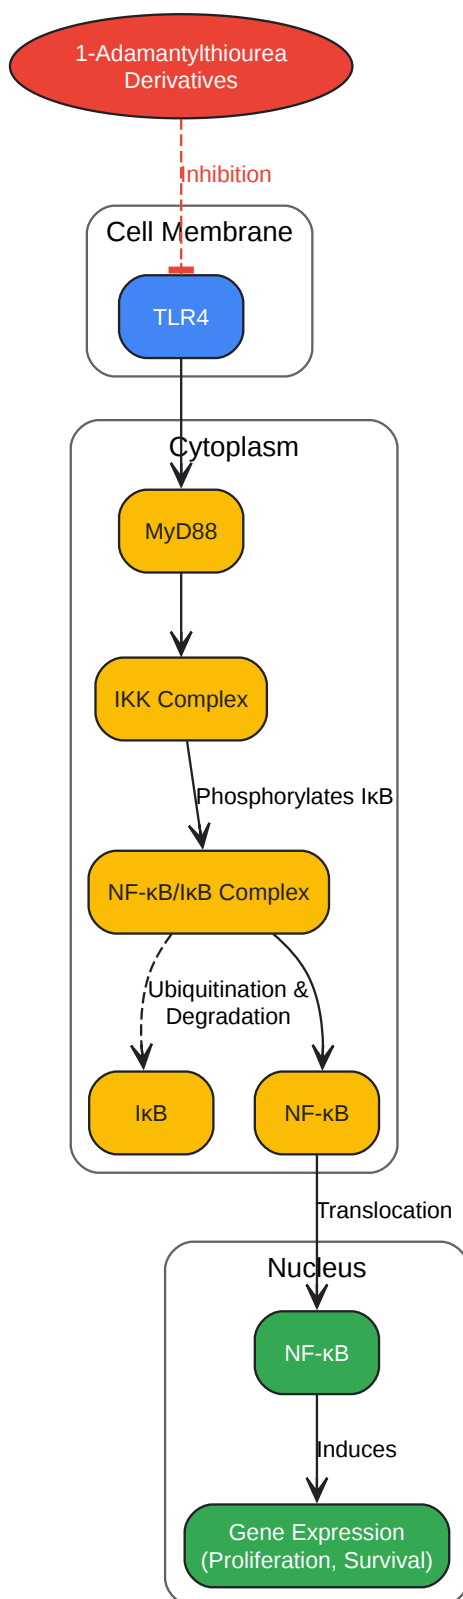 1-Adamantylthiourea
Derivatives
Inhibition
Cell Membrane
TLR4
Cytoplasm
MyD88
IKK Complex
Phosphorylates IκB
NF-κB/IκB Complex
Ubiquitination &
Degradation
IκB
NF-κB
Translocation
Nucleus
NF-κB
Induces
Gene Expression
(Proliferation, Survival)